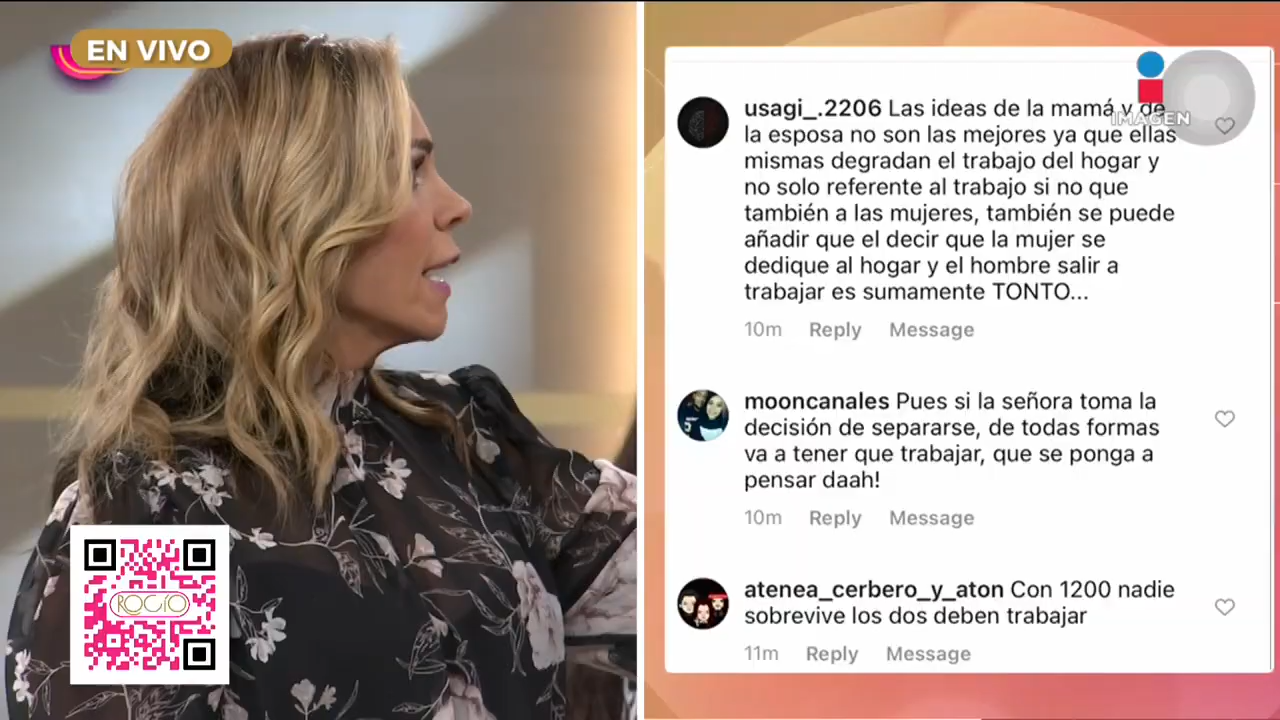 EN VIVO
ROCÍO
IMAGEN
usagi_.2206 Las ideas de la mamá y de
la esposa no son las mejores ya que ellas
mismas degradan el trabajo del hogar y
no solo referente al trabajo si no que
también a las mujeres, también se puede
añadir que el decir que la mujer se
dedique al hogar y el hombre salir a
trabajar es sumamente TONTO...
10m Reply Message
mooncanales Pues si la señora toma la
decisión de separarse, de todas formas
va a tener que trabajar, que se ponga a
pensar daah!
10m Reply Message
atenea_cerbero_y_aton Con 1200 nadie
sobrevive los dos deben trabajar
11m Reply Message